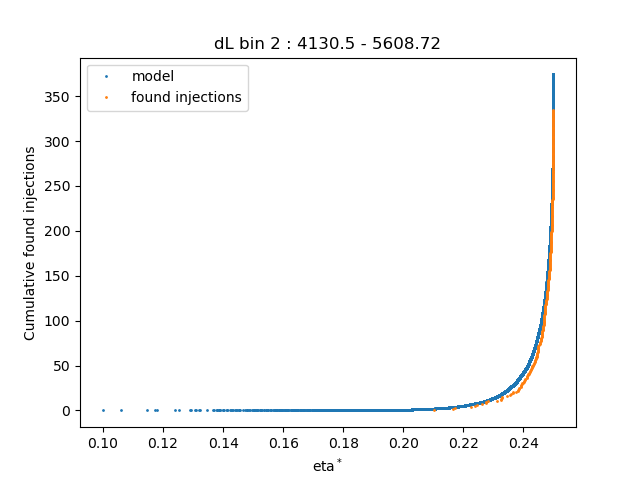 dL bin 2 : 4130.5 - 5608.72
model
found injections
Cumulative found injections
350
300
250
200
150
100
50
0
0.10 0.12 0.14 0.16 0.18 0.20 0.22 0.24
eta*